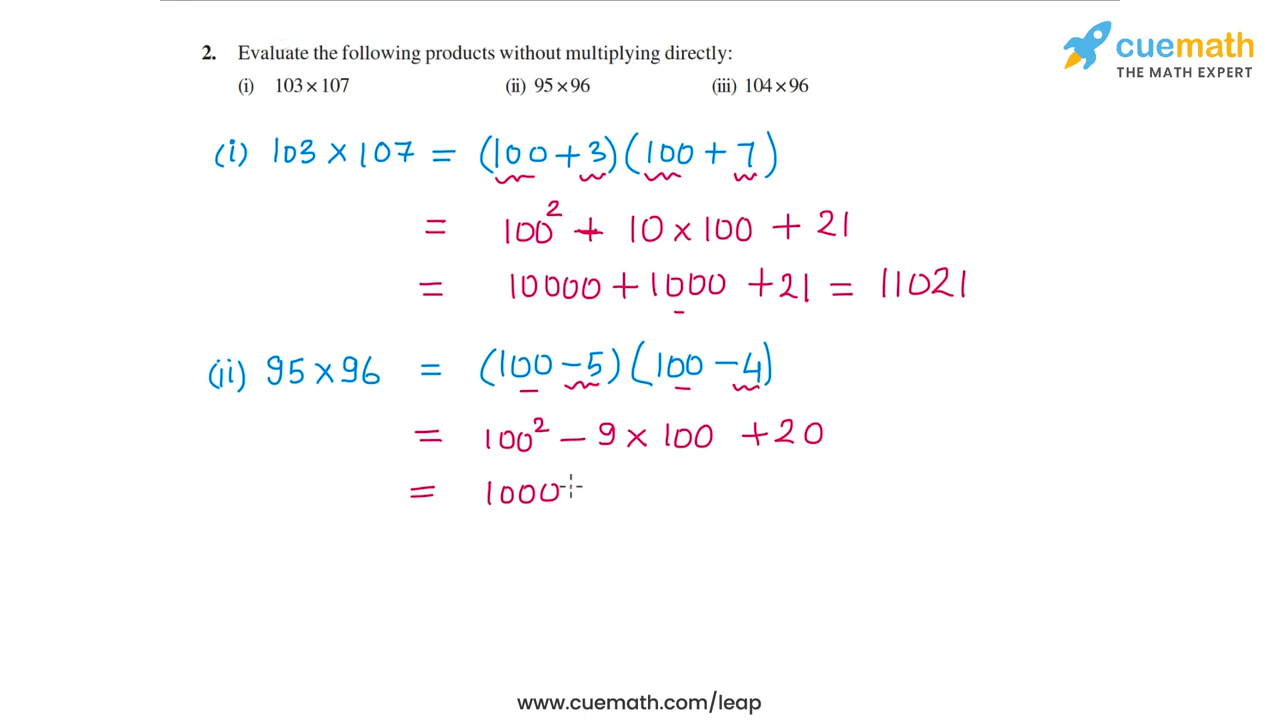 2. Evaluate the following products without multiplying directly:
(i) 103 × 107 (ii) 95 × 96 (iii) 104 × 96
cuemath
THE MATH EXPERT
(i) 103 × 107 = (100 + 3)(100 + 7)
= 100² + 10 × 100 + 21
= 10000 + 1000 + 21 = 11021
(ii) 95 × 96 = (100 − 5)(100 − 4)
= 100² − 9 × 100 + 20
= 1000
www.cuemath.com/leap